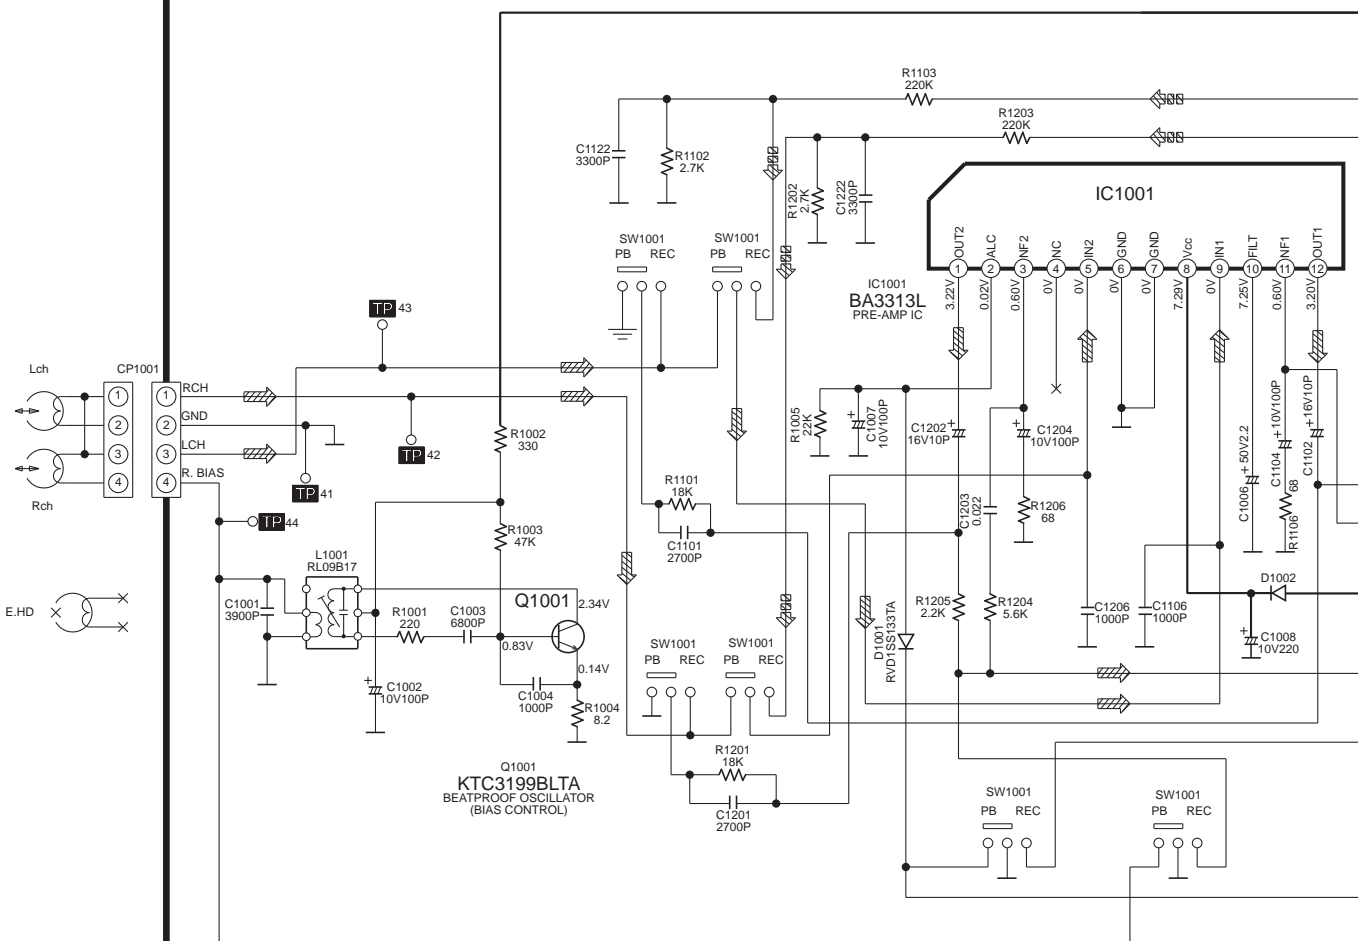 R1103
220K
R1203
220K
C1122
3300P
R1102
2.7K
R1202
2.7K
C1222
3300P
IC1001
SW1001
PB REC
SW1001
PB REC
OUT2
ALC
NF2
NC
IN2
GND
GND
Vcc
IN1
FILT
NF1
OUT1
1 2 3 4 5 6 7 8 9 10 11 12
IC1001
BA3313L
PRE-AMP IC
3.22V
0.02V
0.60V
0V
0V
0V
0V
7.29V
0V
7.25V
0.60V
3.20V
TP 43
Lch
CP1001
1 1 RCH
2 2 GND
3 3 LCH
4 4 R. BIAS
Rch
TP 42
TP 41
TP 44
R1002
330
R1005
22K
+
C1007
10V100P
C1202
16V10P
+
+
C1204
10V100P
C1006
+ 50V2.2
C1104
+ 10V100P
C1102
+ 16V10P
R1101
18K
C1101
2700P
C1203
0.022
R1206
68
68
R1106
R1003
47K
L1001
RL09B17
C1001
3900P
R1001
220
C1003
6800P
Q1001
2.34V
0.83V
0.14V
E.HD
+
C1002
10V100P
C1004
1000P
R1004
8.2
SW1001
PB REC
SW1001
PB REC
D1001
RVD1SS133TA
R1205
2.2K
R1204
5.6K
C1206
1000P
C1106
1000P
D1002
+
C1008
10V220
Q1001
KTC3199BLTA
BEATPROOF OSCILLATOR
(BIAS CONTROL)
R1201
18K
C1201
2700P
SW1001
PB REC
SW1001
PB REC